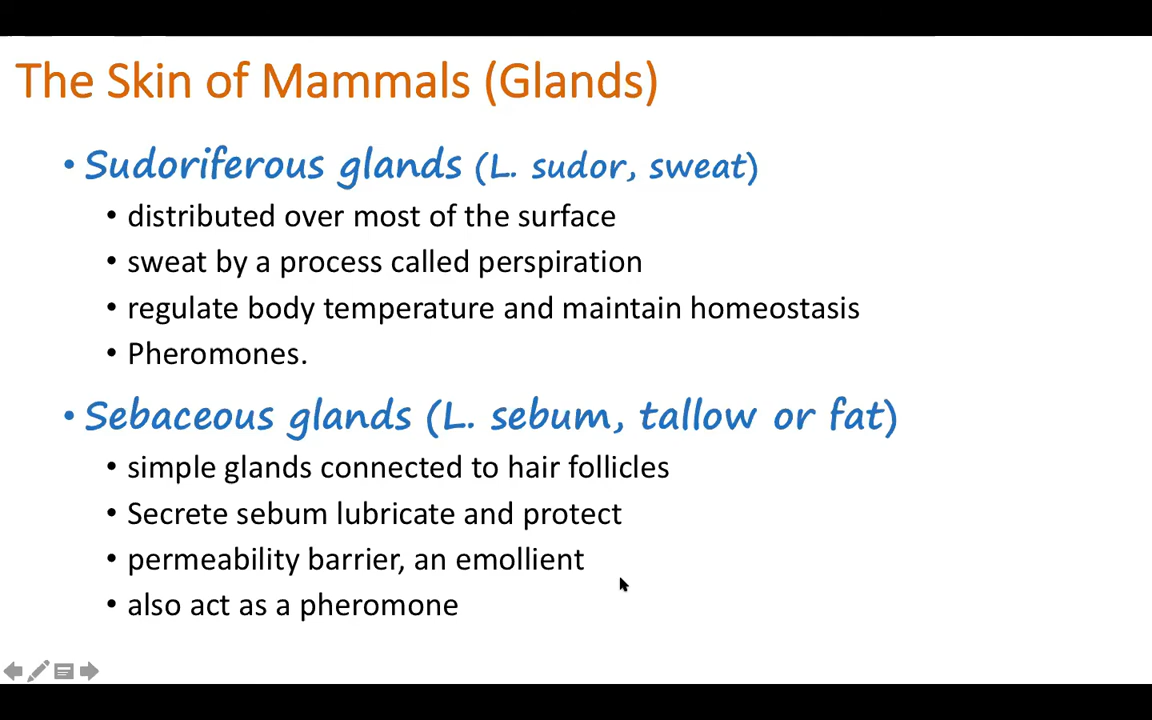 The Skin of Mammals (Glands)
• Sudoriferous glands (L. sudor, sweat)
• distributed over most of the surface
• sweat by a process called perspiration
• regulate body temperature and maintain homeostasis
• Pheromones.
• Sebaceous glands (L. sebum, tallow or fat)
• simple glands connected to hair follicles
• Secrete sebum lubricate and protect
• permeability barrier, an emollient
• also act as a pheromone